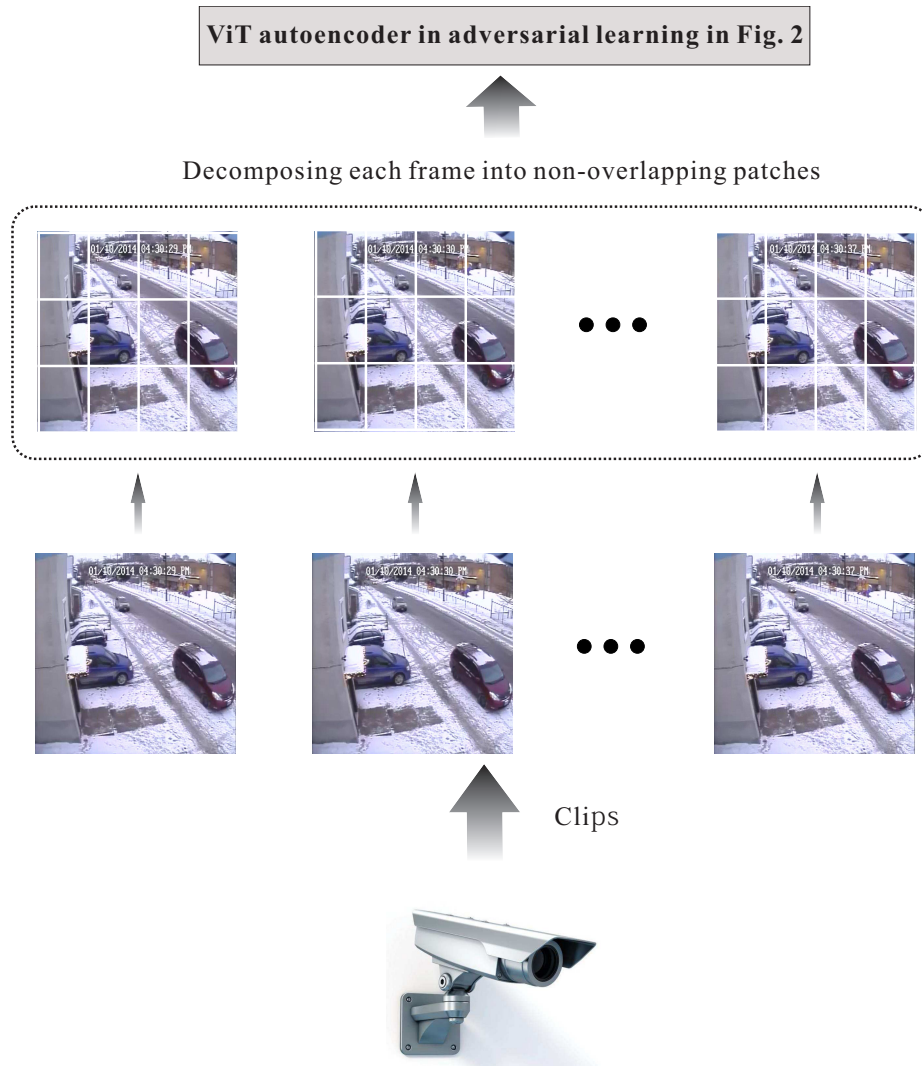 ViT autoencoder in adversarial learning in Fig. 2
Decomposing each frame into non-overlapping patches
01/10/2014 04:30:29 PM
01/10/2014 04:30:30 PM
01/10/2014 04:30:37 PM
01/10/2014 04:30:29 PM
01/10/2014 04:30:30 PM
01/10/2014 04:30:37 PM
Clips